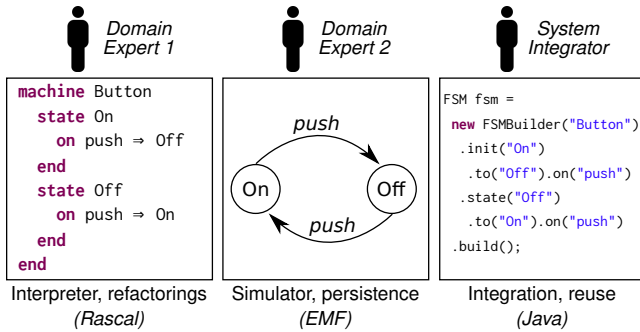 Domain
Expert 1
machine Button
state On
on push ⇒ Off
end
state Off
on push ⇒ On
end
end
Interpreter, refactorings
(Rascal)
Domain
Expert 2
push
On
Off
push
Simulator, persistence
(EMF)
System
Integrator
FSM fsm =
new FSMBuilder("Button")
.init("On")
.to("Off").on("push")
.state("Off")
.to("On").on("push")
.build();
Integration, reuse
(Java)